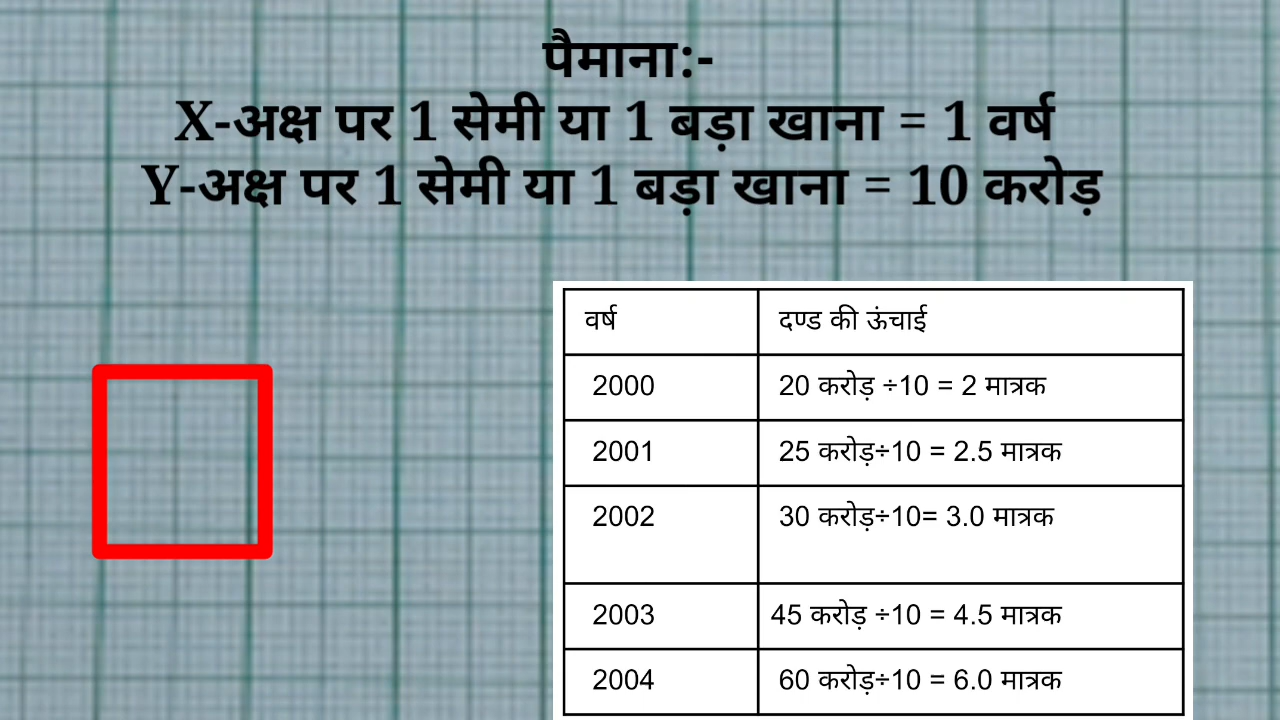 पैमाना:-
X-अक्ष पर 1 सेमी या 1 बड़ा खाना = 1 वर्ष
Y-अक्ष पर 1 सेमी या 1 बड़ा खाना = 10 करोड़
वर्ष दण्ड की ऊंचाई
2000 20 करोड़ ÷10 = 2 मात्रक
2001 25 करोड़÷10 = 2.5 मात्रक
2002 30 करोड़÷10= 3.0 मात्रक
2003 45 करोड़ ÷10 = 4.5 मात्रक
2004 60 करोड़÷10 = 6.0 मात्रक